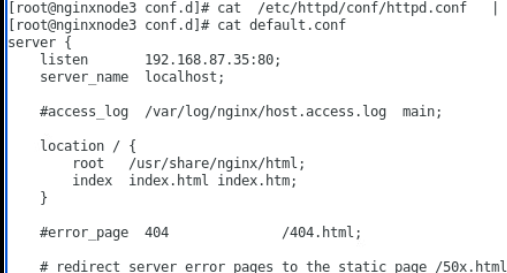 [root@nginxnode3 conf.d]# cat  /etc/httpd/conf/httpd.conf   |
[root@nginxnode3 conf.d]# cat default.conf
server {
    listen       192.168.87.35:80;
    server_name  localhost;

    #access_log  /var/log/nginx/host.access.log  main;

    location / {
        root   /usr/share/nginx/html;
        index  index.html index.htm;
    }

    #error_page  404              /404.html;

    # redirect server error pages to the static page /50x.html